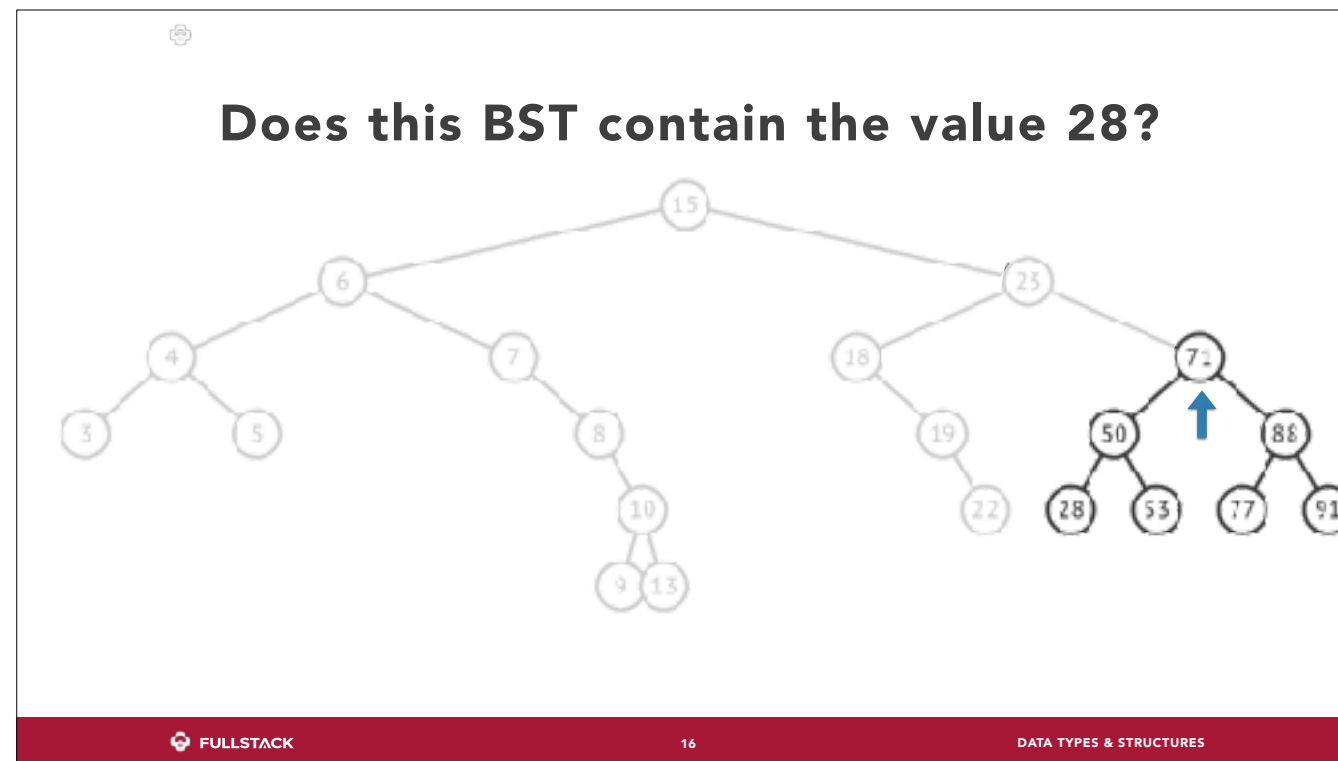 Does this BST contain the value 28?
15
6 23
4 7 18 71
3 5 8 19 50 88
10 22 28 53 77 91
9 13
FULLSTACK 16 DATA TYPES & STRUCTURES